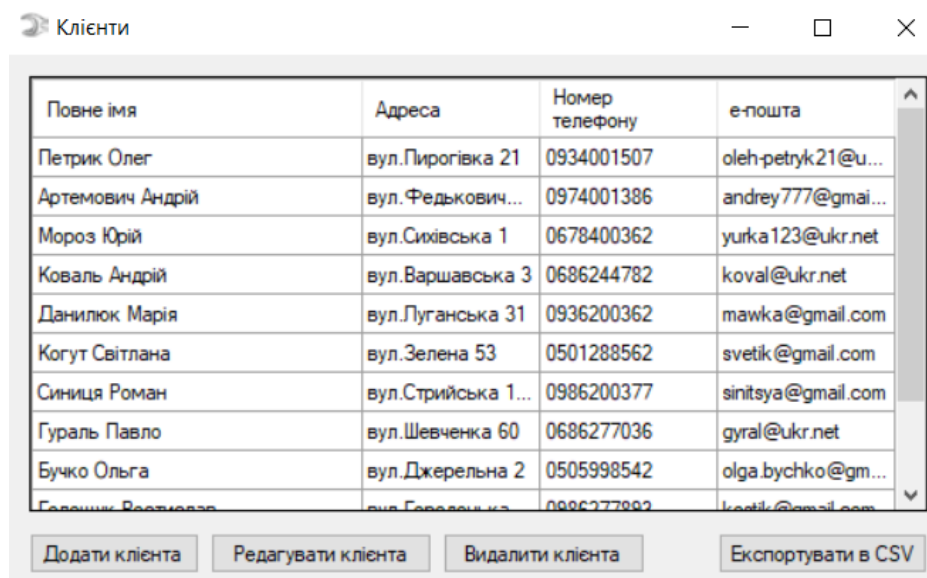 Клієнти
Повне імя Адреса Номер телефону е-пошта
Петрик Олег вул.Пирогівка 21 0934001507 oleh-petryk21@u...
Артемович Андрій вул.Федькович... 0974001386 andrey777@gmai...
Мороз Юрій вул.Сихівська 1 0678400362 yurka123@ukr.net
Коваль Андрій вул.Варшавська 3 0686244782 koval@ukr.net
Данилюк Марія вул.Луганська 31 0936200362 mawka@gmail.com
Когут Світлана вул.Зелена 53 0501288562 svetik@gmail.com
Синиця Роман вул.Стрийська 1... 0986200377 sinitsya@gmail.com
Гураль Павло вул.Шевченка 60 0686277036 gyral@ukr.net
Бучко Ольга вул.Джерельна 2 0505998542 olga.bychko@gm...
0986277892 kostik@gmail.com
Додати клієнта Редагувати клієнта Видалити клієнта Експортувати в CSV